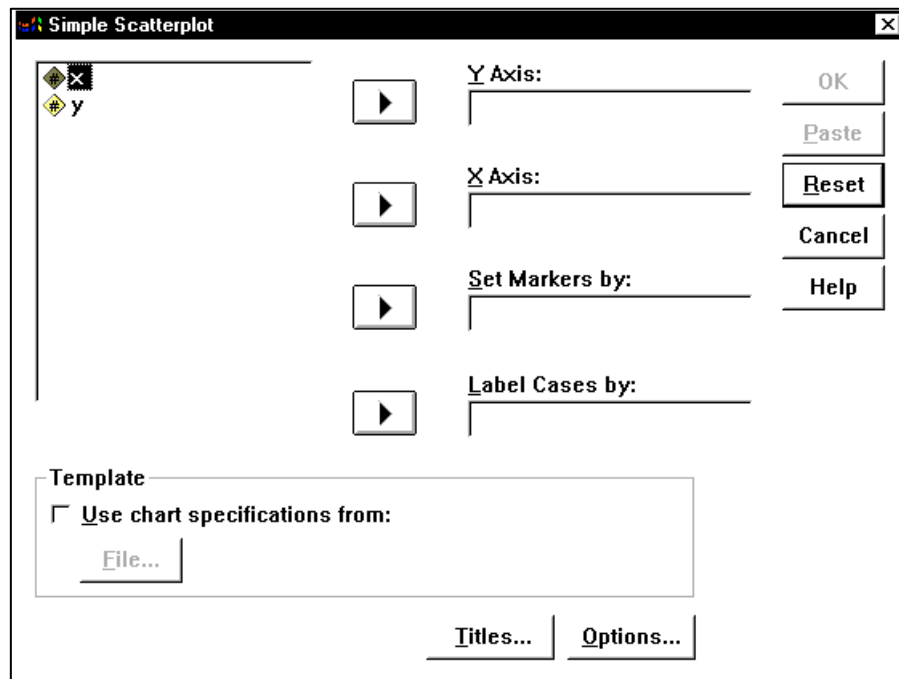 Simple Scatterplot
x
y
Y Axis:
X Axis:
Set Markers by:
Label Cases by:
OK
Paste
Reset
Cancel
Help
Template
Use chart specifications from:
File...
Titles...
Options...